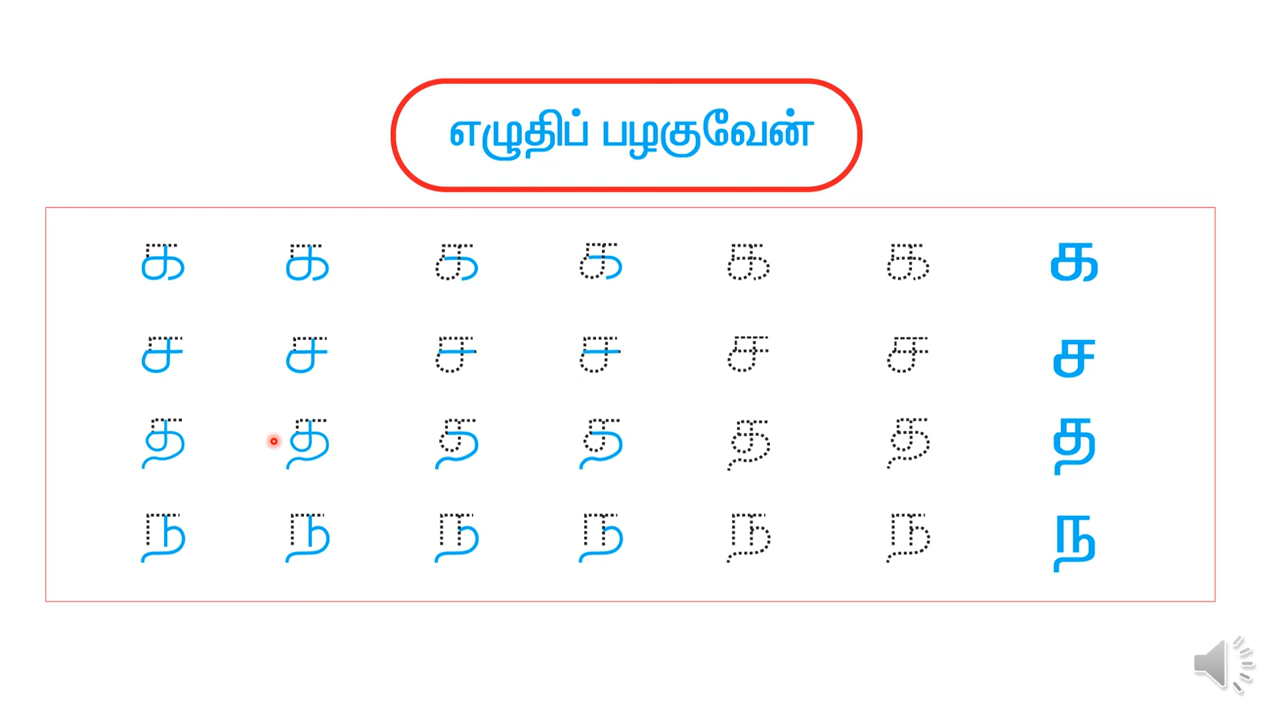 எழுதிப் பழகுவேன்
க க க க க க க
ச ச ச ச ச ச ச
த த த த த த த
ந ந ந ந ந ந ந